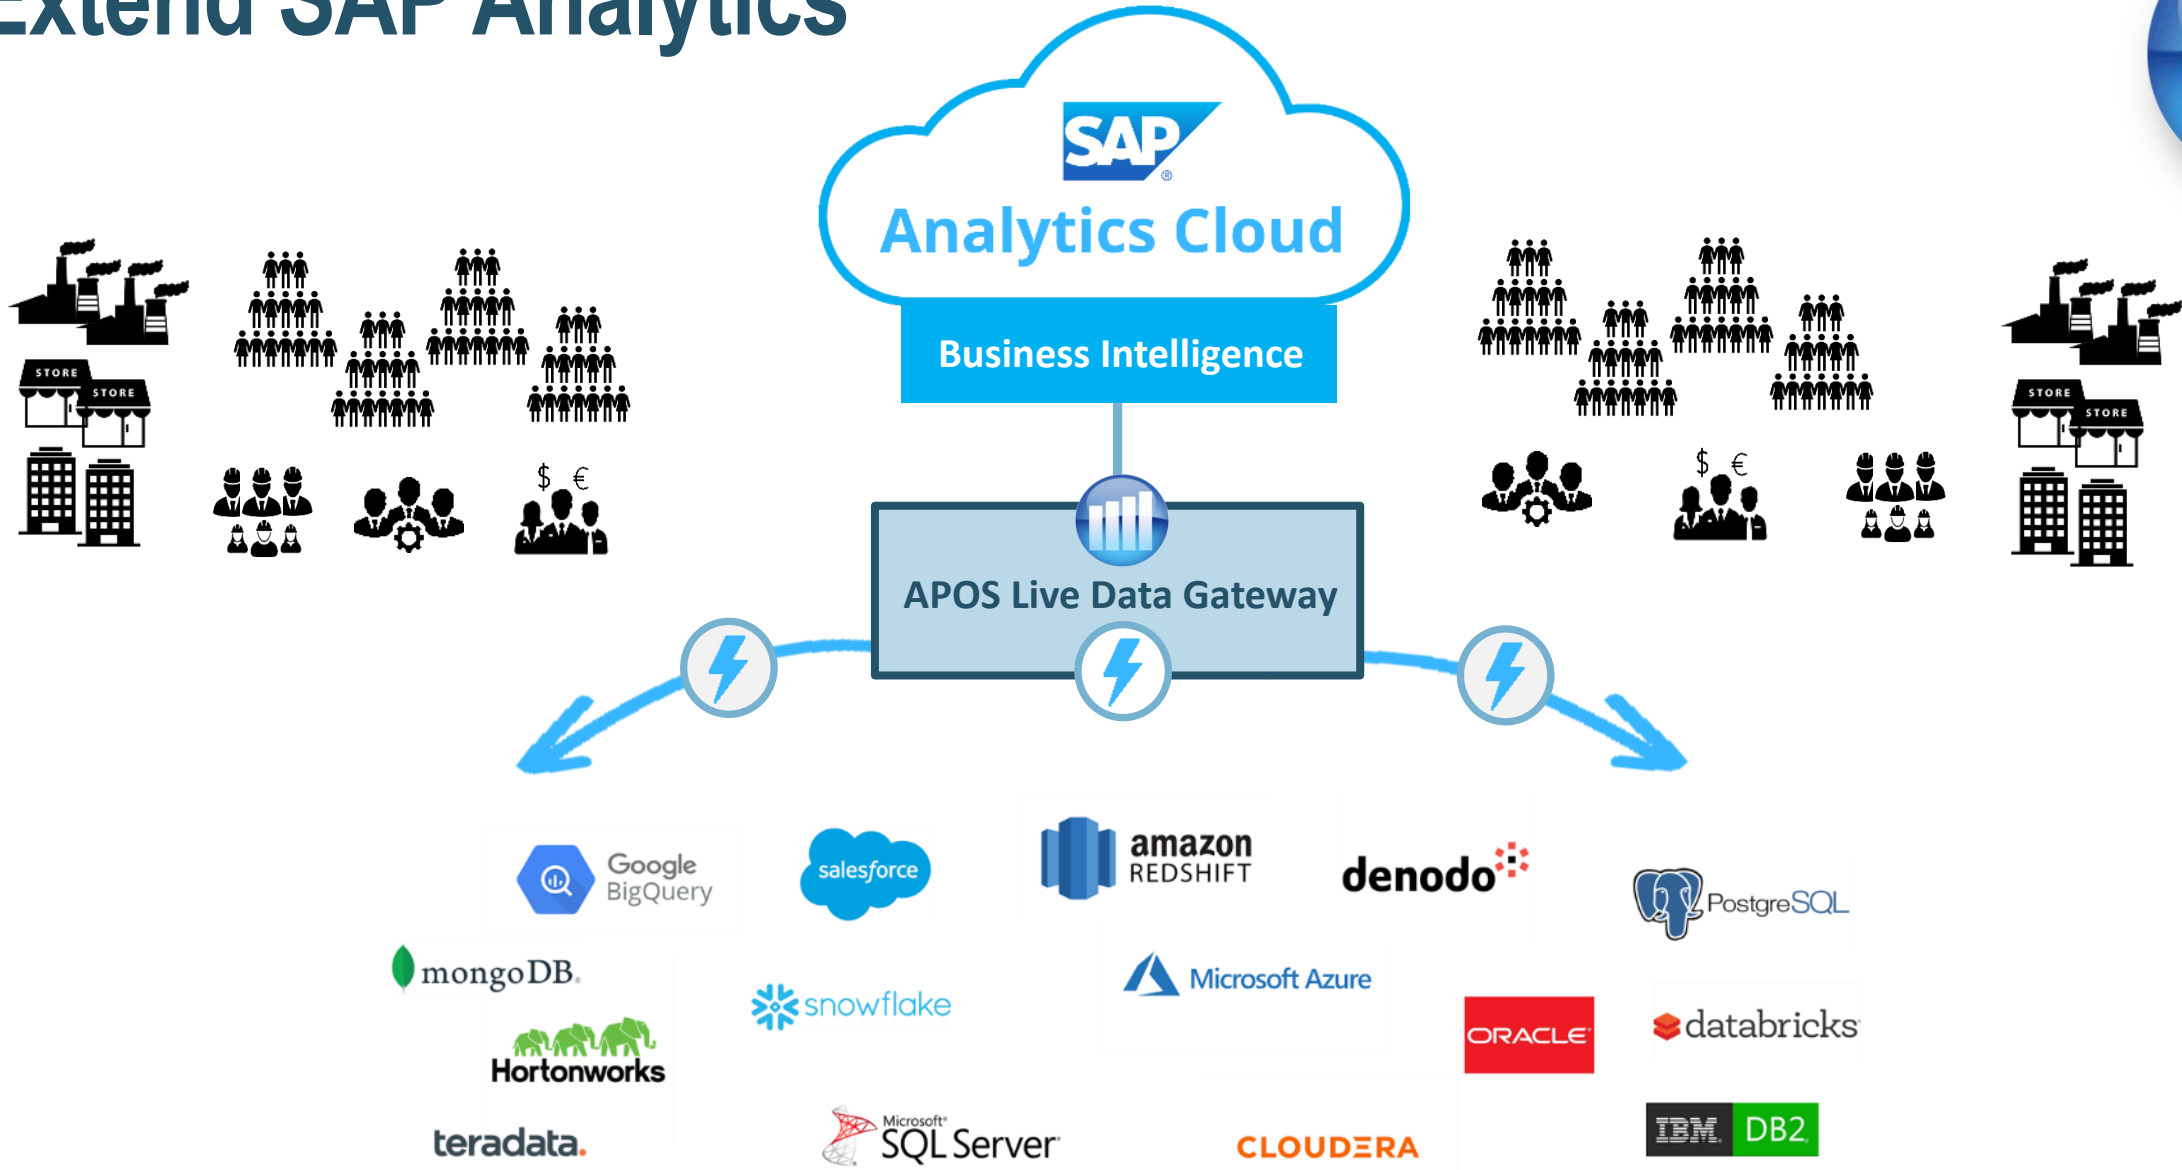 Extend SAP Analytics
SAP
®
Analytics Cloud
Business Intelligence
STORE
STORE
STORE
STORE
$ €
$ €
APOS Live Data Gateway
Google
BigQuery
salesforce
amazon
REDSHIFT
denodo
PostgreSQL
mongoDB.
snowflake
Microsoft Azure
ORACLE
databricks
Hortonworks
teradata.
Microsoft®
SQL Server
CLOUDERA
IBM. DB2.